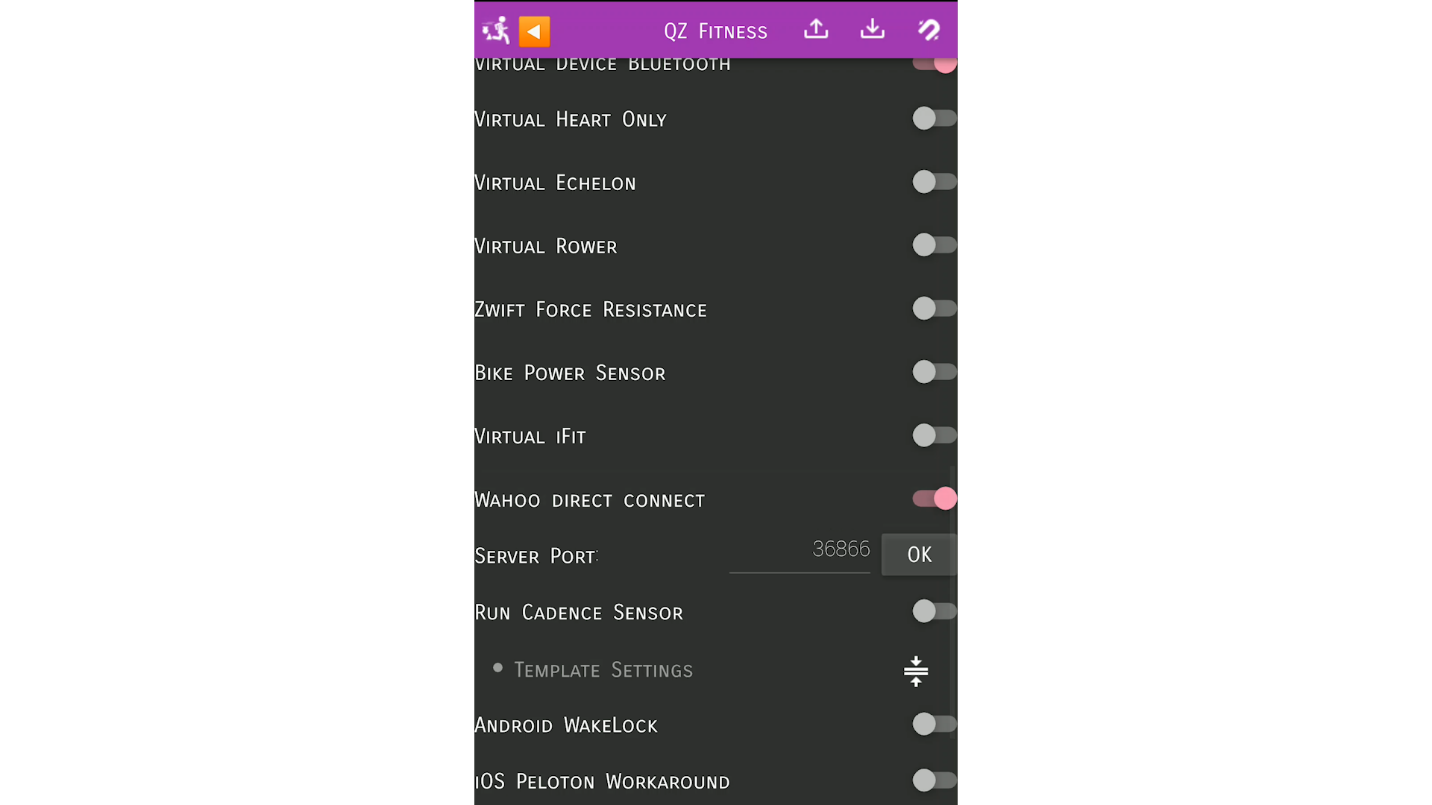 QZ Fitness
Virtual Device Bluetooth
Virtual Heart Only
Virtual Echelon
Virtual Rower
Zwift Force Resistance
Bike Power Sensor
Virtual iFit
Wahoo direct connect
Server Port: 36866 OK
Run Cadence Sensor
• Template Settings
Android WakeLock
iOS Peloton Workaround